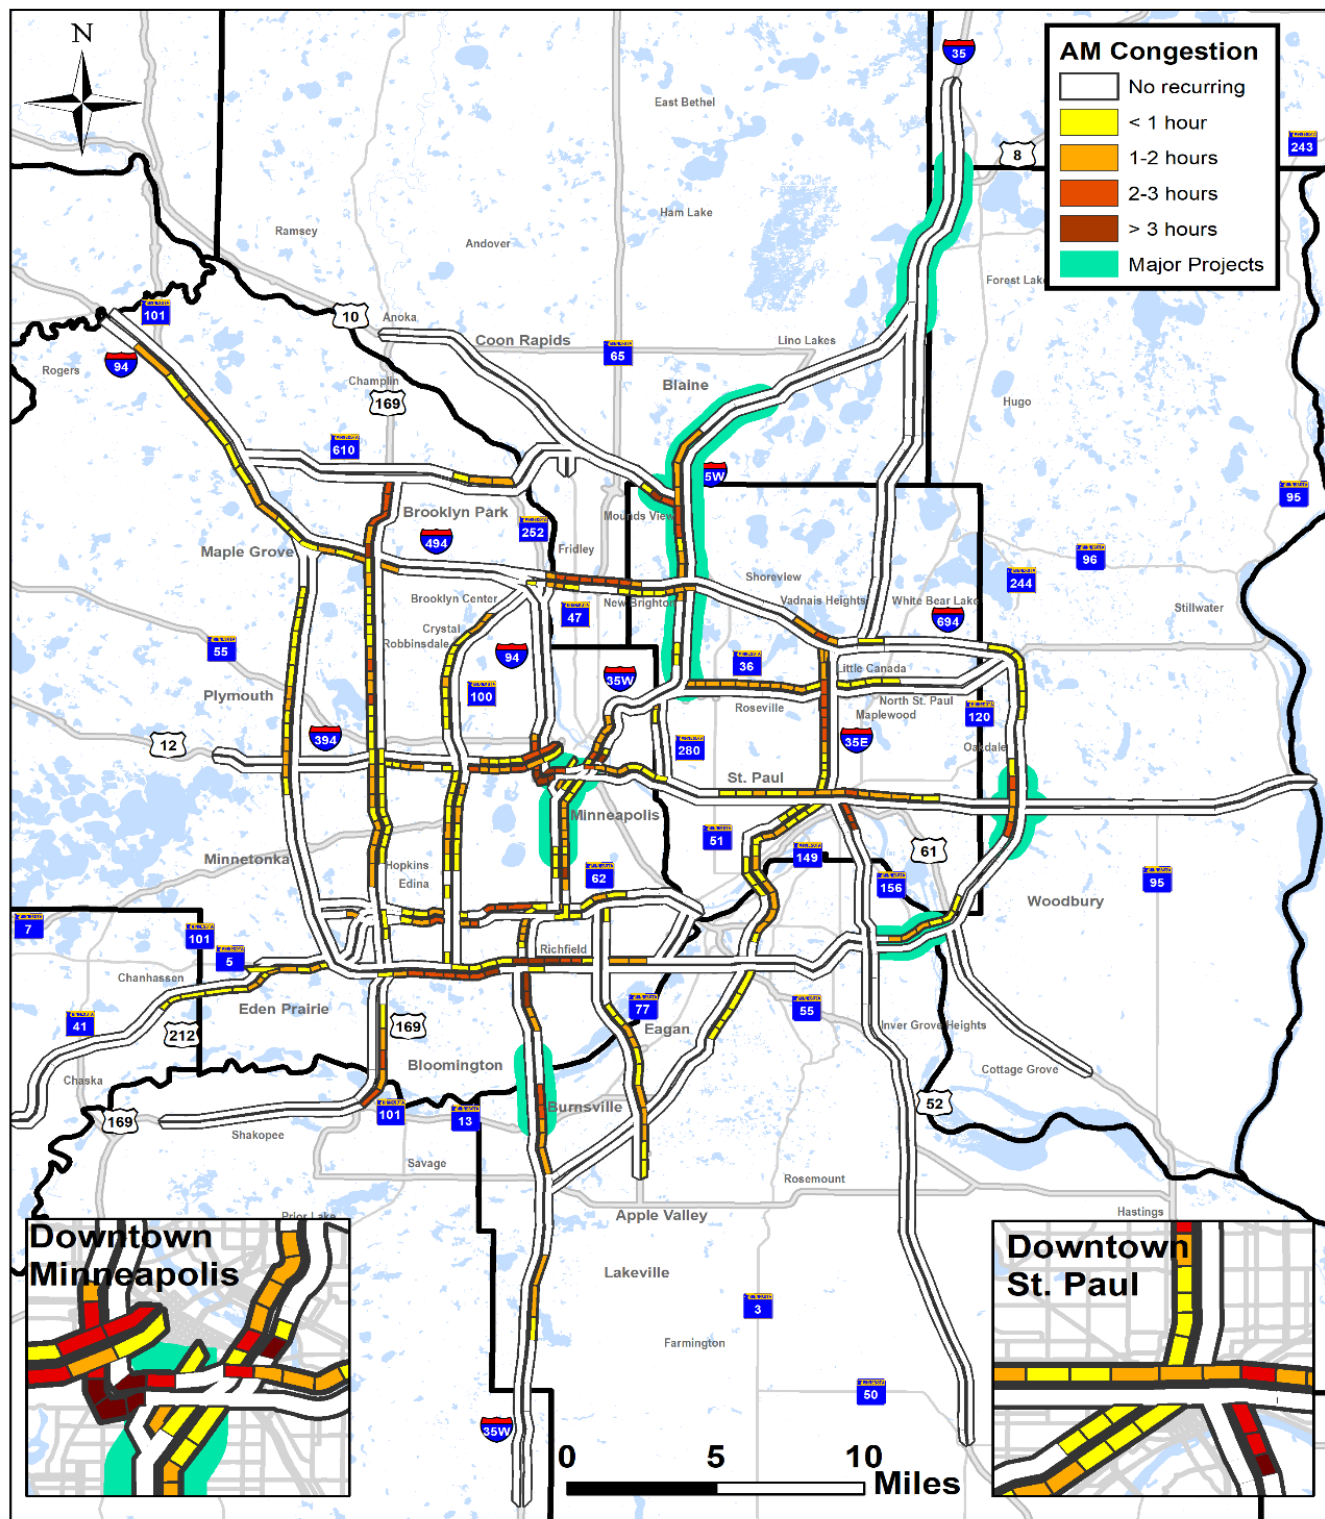 N
35
AM Congestion
No recurring
< 1 hour
1-2 hours
2-3 hours
> 3 hours
Major Projects
8
243
East Bethel
Ham Lake
Ramsey
Andover
Forest Lake
101
10
Anoka
Coon Rapids
65
Lino Lakes
Rogers
94
Champlin
169
Blaine
Hugo
610
5W
95
Brooklyn Park
Mounds View
252
Maple Grove
494
Fridley
Shoreview
96
244
Brooklyn Center
New Brighton
Vadnais Heights
White Bear Lake
Stillwater
47
694
Crystal
Robbinsdale
55
94
36
Little Canada
Plymouth
100
35W
Roseville
North St. Paul
Maplewood
120
12
394
280
35E
Oakdale
St. Paul
Minneapolis
51
61
Minnetonka
Hopkins
Edina
62
149
156
95
Woodbury
7
101
5
Richfield
Chanhassen
Eden Prairie
41
212
169
77
Eagan
55
Inver Grove Heights
Bloomington
Cottage Grove
Chaska
169
101
13
Burnsville
52
Shakopee
Savage
Rosemount
Prior Lake
Apple Valley
Hastings
Downtown
Minneapolis
Lakeville
Downtown
St. Paul
3
Farmington
50
35W
0 5 10
Miles